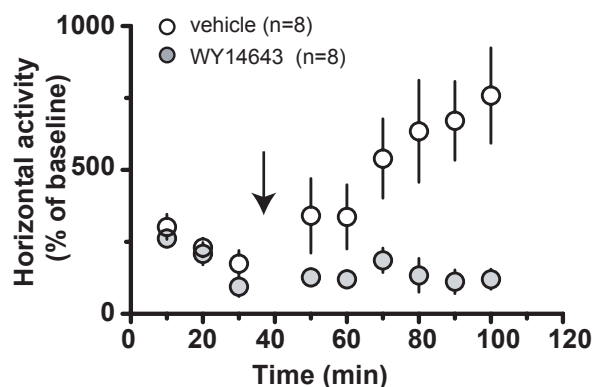 1000
vehicle (n=8)
WY14643 (n=8)
Horizontal activity
(% of baseline)
500
0
0 20 40 60 80 100 120
Time (min)